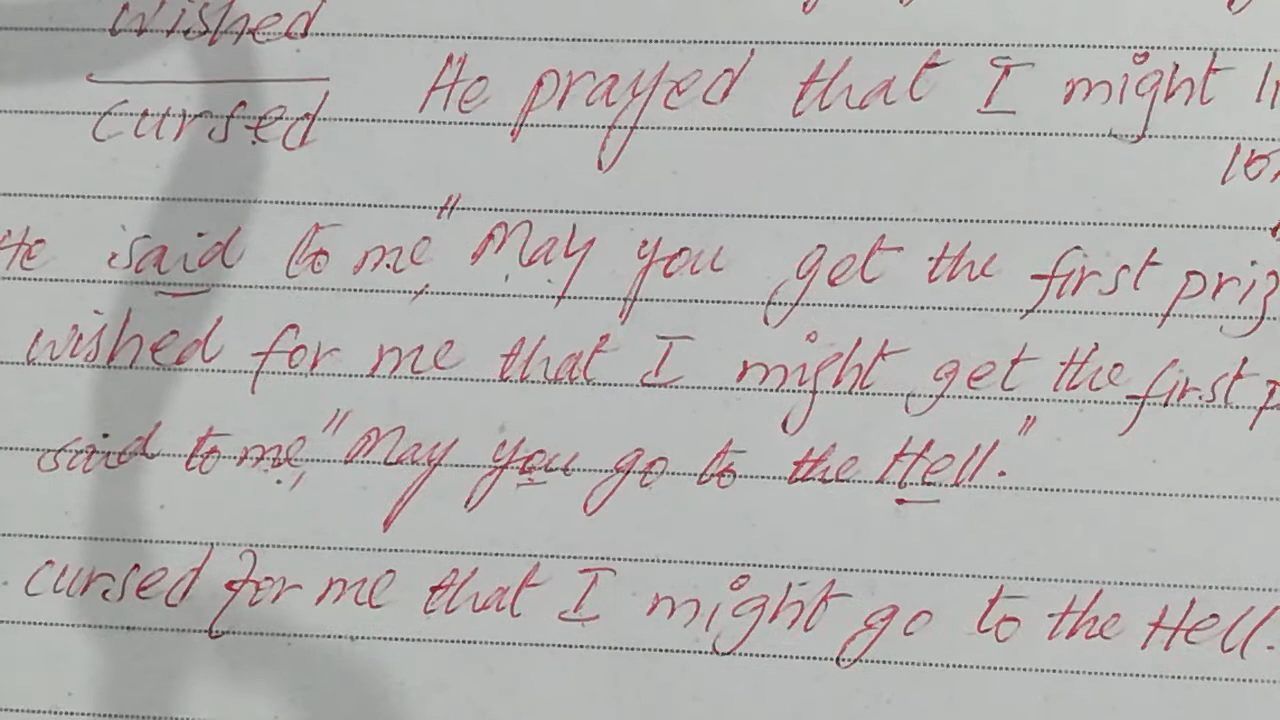 wished
cursed He prayed that I might
He said to me, "May you get the first
wished for me that I might get the first
said to me, "May you go to the Hell."
cursed for me that I might go to the Hell.